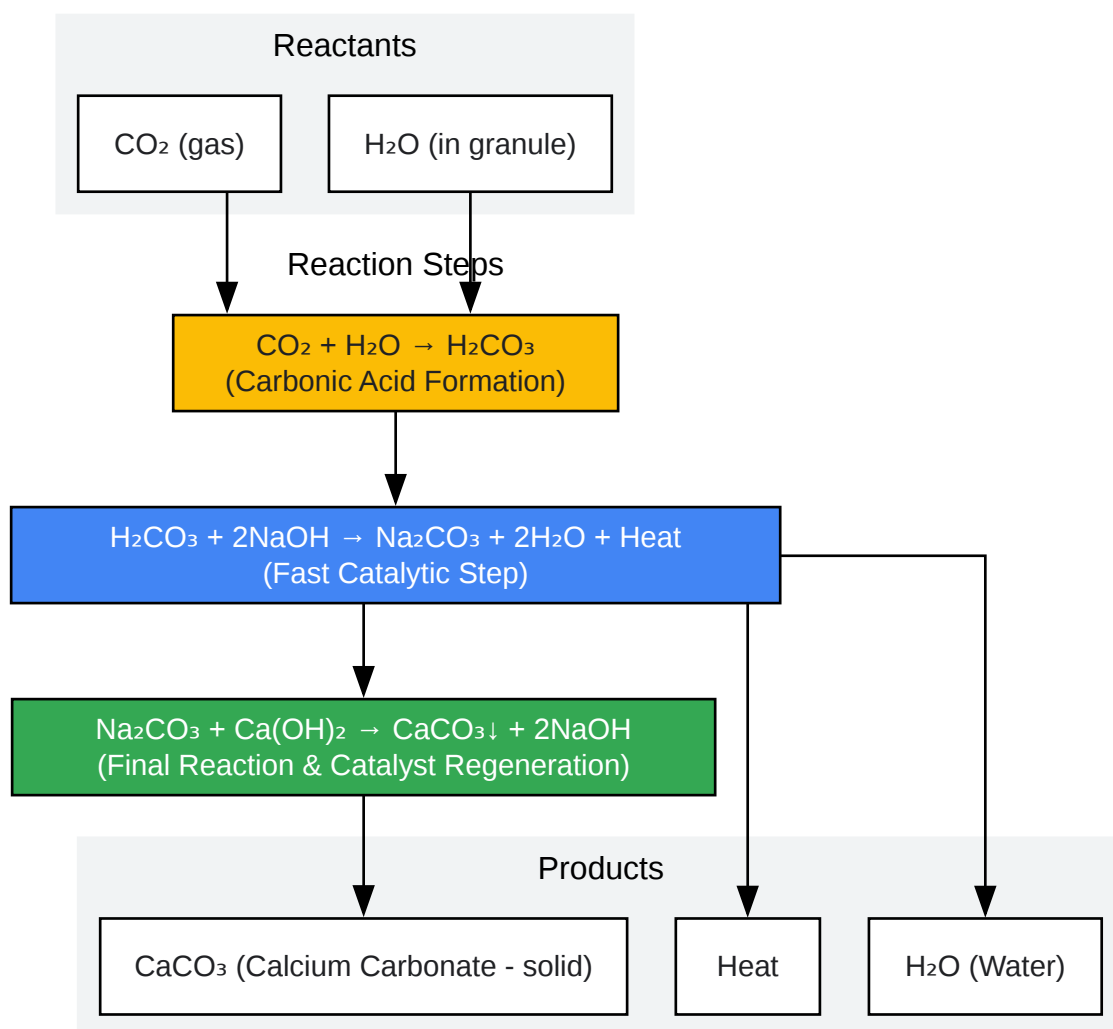 Reactants
CO₂ (gas)
H₂O (in granule)
Reaction Steps
CO₂ + H₂O → H₂CO₃
(Carbonic Acid Formation)
H₂CO₃ + 2NaOH → Na₂CO₃ + 2H₂O + Heat
(Fast Catalytic Step)
Na₂CO₃ + Ca(OH)₂ → CaCO₃↓ + 2NaOH
(Final Reaction & Catalyst Regeneration)
Products
CaCO₃ (Calcium Carbonate - solid)
Heat
H₂O (Water)